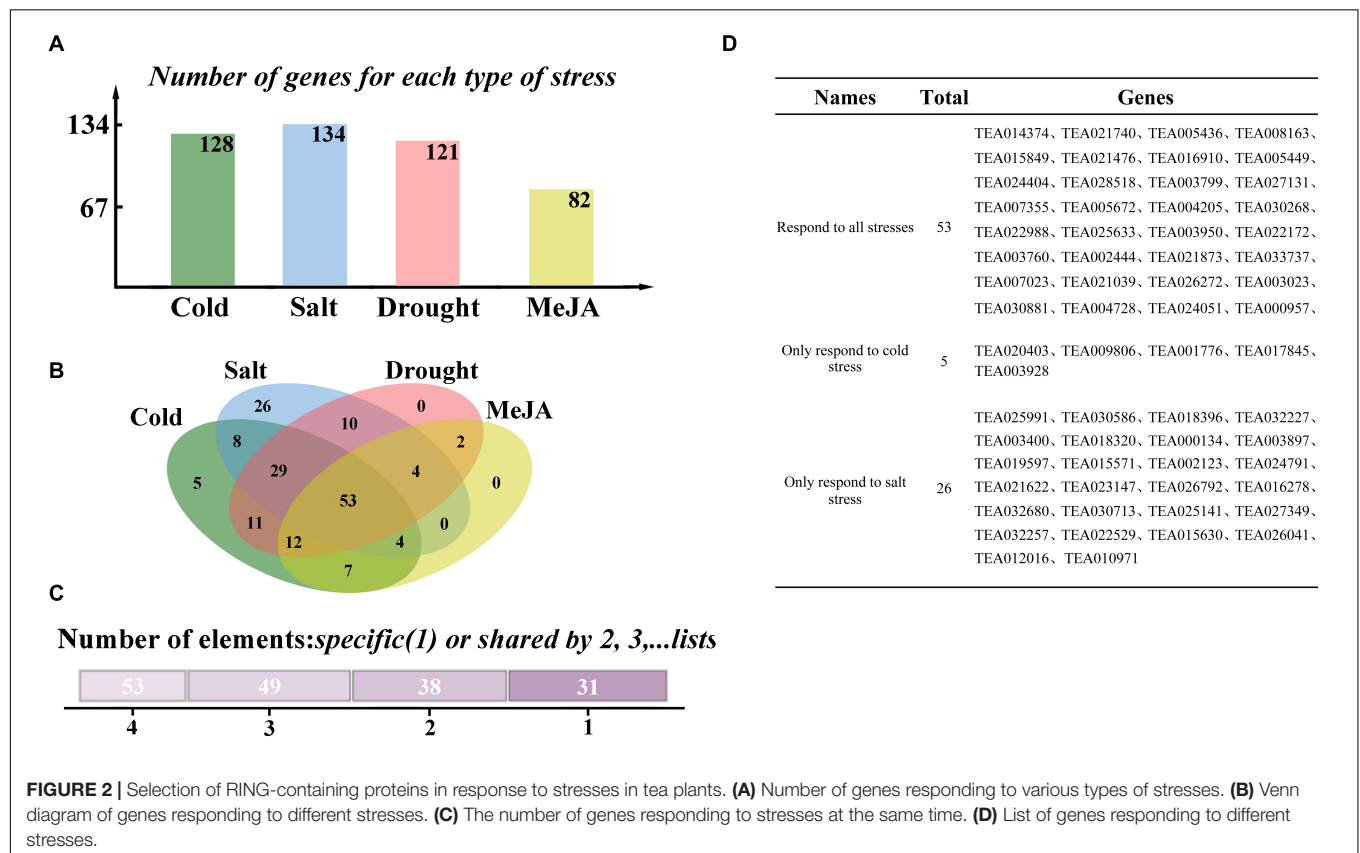 A
Number of genes for each type of stress
134
67
128
134
121
82
Cold Salt Drought MeJA
B
Salt Drought
Cold MeJA
26 0
10
8 2
29 4
5 53 0
11 0
12 4
7
C
Number of elements:specific(1) or shared by 2, 3,...lists
53 49 38 31
4 3 2 1
D
Names Total Genes
Respond to all stresses 53
TEA014374、TEA021740、TEA005436、TEA008163、
TEA015849、TEA021476、TEA016910、TEA005449、
TEA024404、TEA028518、TEA003799、TEA027131、
TEA007355、TEA005672、TEA004205、TEA030268、
TEA022988、TEA025633、TEA003950、TEA022172、
TEA003760、TEA002444、TEA021873、TEA033737、
TEA007023、TEA021039、TEA026272、TEA003023、
TEA030881、TEA004728、TEA024051、TEA000957、
Only respond to cold
stress
5
TEA020403、TEA009806、TEA001776、TEA017845、
TEA003928
Only respond to salt
stress
26
TEA025991、TEA030586、TEA018396、TEA032227、
TEA003400、TEA018320、TEA000134、TEA003897、
TEA019597、TEA015571、TEA002123、TEA024791、
TEA021622、TEA023147、TEA026792、TEA016278、
TEA032680、TEA030713、TEA025141、TEA027349、
TEA032257、TEA022529、TEA015630、TEA026041、
TEA012016、TEA010971
FIGURE 2 | Selection of RING-containing proteins in response to stresses in tea plants. (A) Number of genes responding to various types of stresses. (B) Venn
diagram of genes responding to different stresses. (C) The number of genes responding to stresses at the same time. (D) List of genes responding to different
stresses.